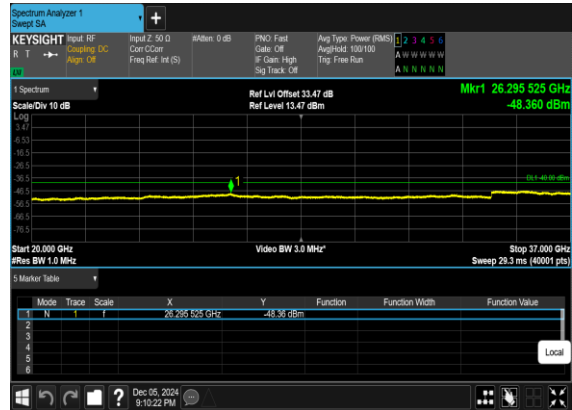 Spectrum Analyzer 1
Swept SA
+
KEYSIGHT Input: RF Input Z: 50 Ω #Atten: 0 dB PNO: Fast Avg Type: Power (RMS) 1 2 3 4 5 6
R T Coupling: DC Corr CCorr Gate: Off Avg|Hold: 100/100 A W W W W W
Align: Off Freq Ref: Int (S) IF Gain: High Trig: Free Run
Sig Track: Off A N N N N N
1 Spectrum Ref Lvl Offset 33.47 dB Mkr1 26.295 525 GHz
Scale/Div 10 dB Ref Level 13.47 dBm -48.360 dBm
Log
3.47
-6.53
-16.5
-26.5
-36.5 DL1 -40.00 dBm
1
-46.5
-56.5
-66.5
-76.5
Start 20.000 GHz Video BW 3.0 MHz* Stop 37.000 GHz
#Res BW 1.0 MHz Sweep 29.3 ms (40001 pts)
5 Marker Table
Mode Trace Scale X Y Function Function Width Function Value
1 N 1 f 26.295 525 GHz -48.36 dBm
2
3
4
5
6
Local
? Dec 05, 2024
9:10:22 PM